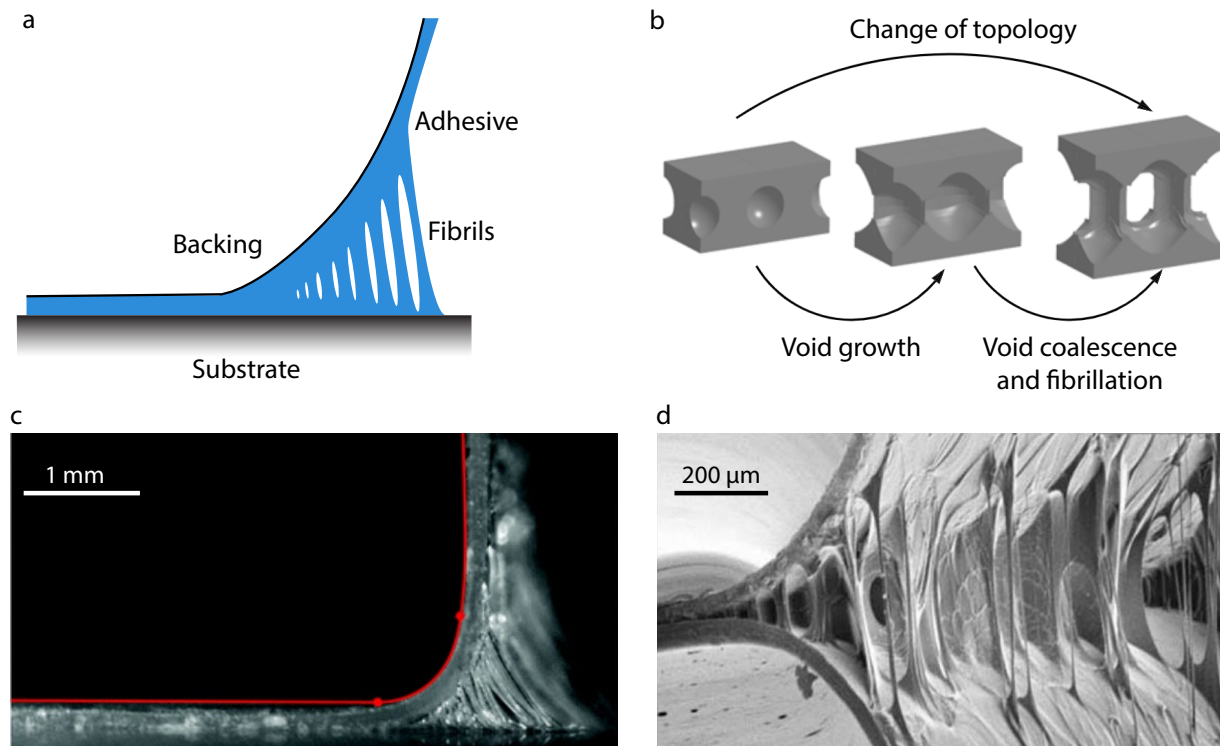 a
Adhesive
Backing
Fibrils
Substrate
b
Change of topology
Void growth
Void coalescence
and fibrillation
c
1 mm
d
200 µm